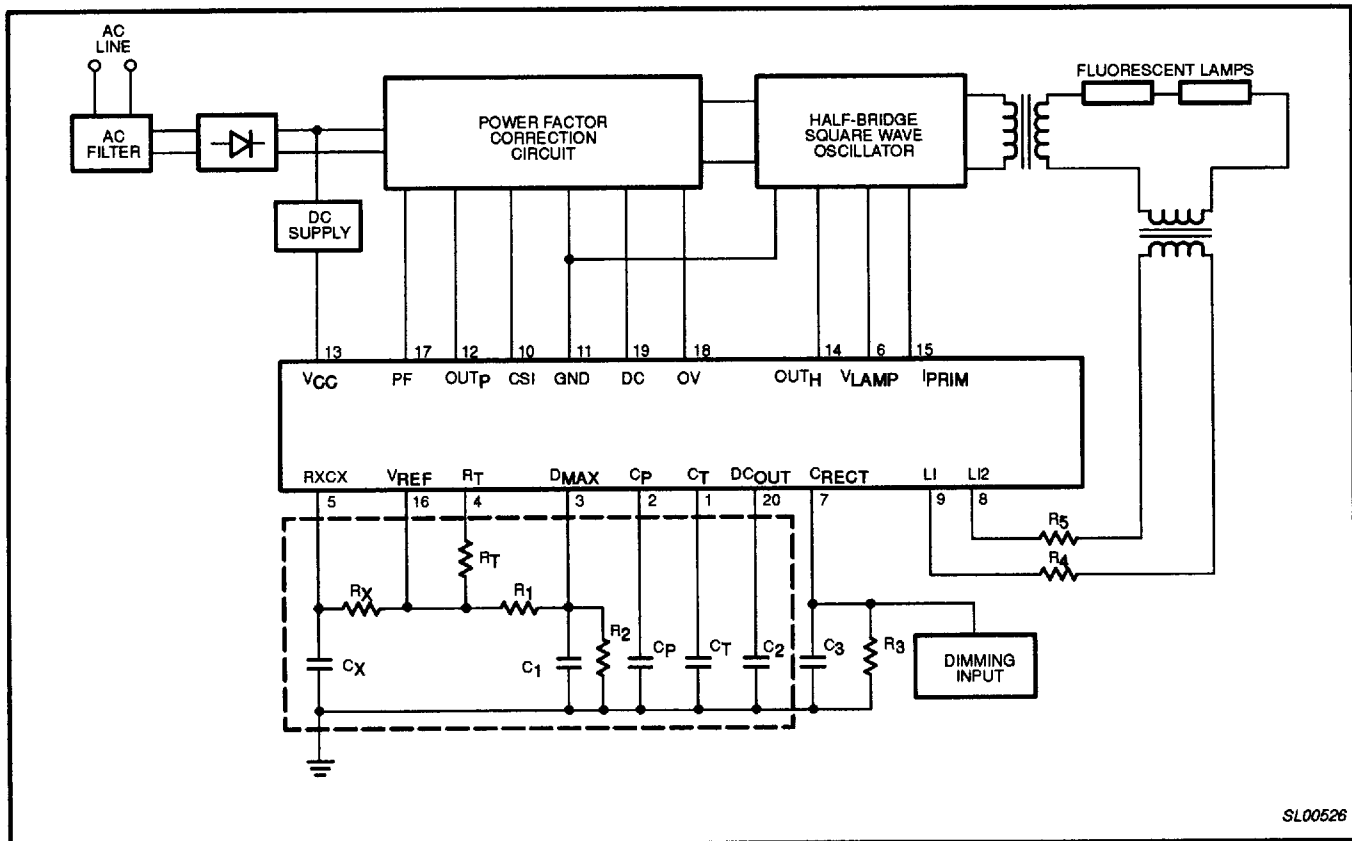 AC
LINE
AC
FILTER
DC
SUPPLY
POWER FACTOR
CORRECTION
CIRCUIT
HALF-BRIDGE
SQUARE WAVE
OSCILLATOR
FLUORESCENT LAMPS
13 17 12 10 11 19 18 14 6 15
VCC PF OUTP CSI GND DC OV OUTH VLAMP IPRIM
RXCX VREF RT DMAX CP CT DCOUT CRECT LI LI2
5 16 4 3 2 1 20 7 9 8
R5
R4
RT
RX R1
R2
CX C1 CP CT C2 C3 R3
DIMMING
INPUT
SL00526